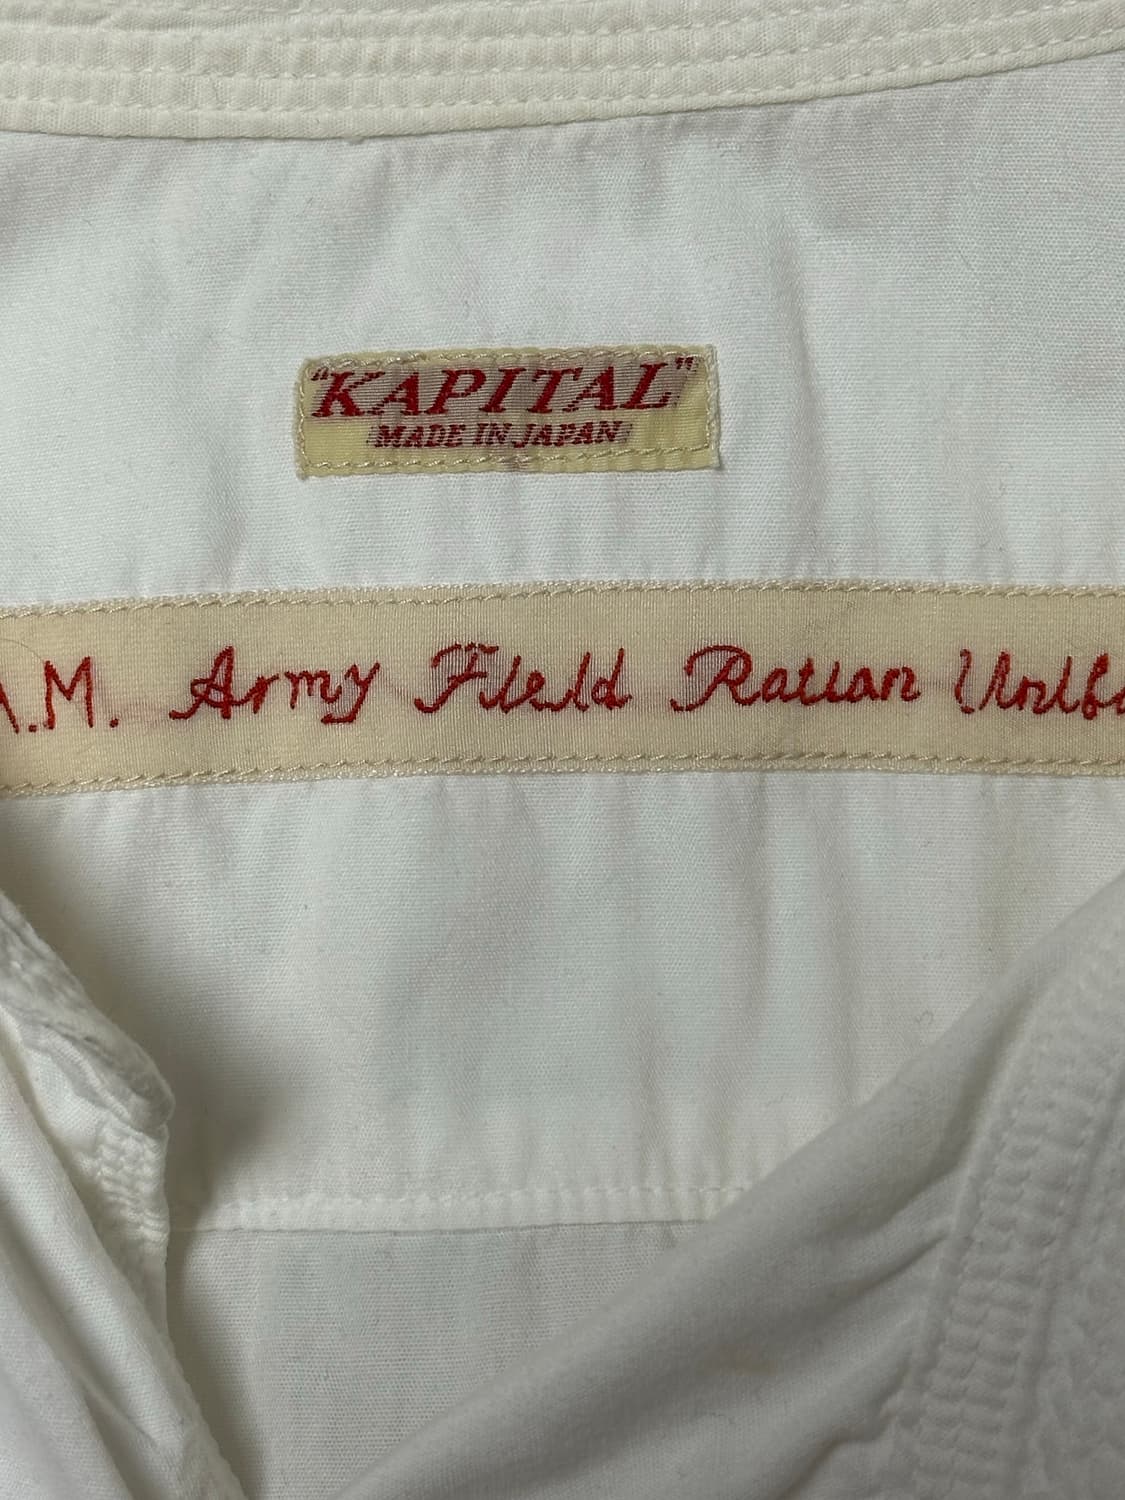 "KAPITAL"
MADE IN JAPAN
.M. Army Field Ration